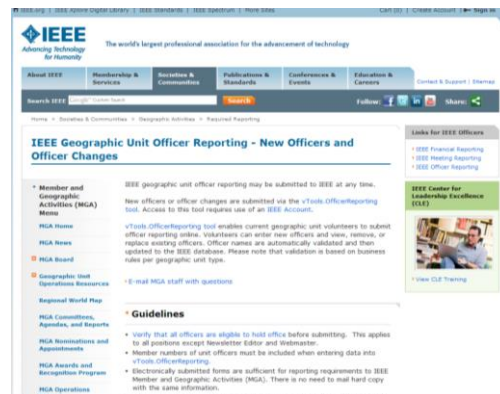 IEEE.org | IEEE Xplore Digital Library | IEEE Standards | IEEE Spectrum | More Sites
Cart (0) | Create Account | Sign In
IEEE
Advancing Technology
for Humanity
The world's largest professional association for the advancement of technology
About IEEE
Membership & Services
Societies & Communities
Publications & Standards
Conferences & Events
Education & Careers
Contact & Support | Sitemap
Search IEEE
Google Custom Search
Search
Follow:
Share:
Home > Societies & Communities > Geographic Activities > Required Reporting
IEEE Geographic Unit Officer Reporting - New Officers and
Officer Changes
Member and
Geographic
Activities (MGA)
Menu
MGA Home
MGA News
MGA Board
Geographic Unit
Operations Resources
Regional World Map
MGA Committees,
Agendas, and Reports
MGA Nominations and
Appointments
MGA Awards and
Recognition Program
MGA Operations
IEEE geographic unit officer reporting may be submitted to IEEE at any time.
New officers or officer changes are submitted via the vTools.OfficerReporting
tool. Access to this tool requires use of an IEEE Account.
vTools.OfficerReporting tool enables current geographic unit volunteers to submit
officer reporting online. Volunteers can enter new officers and view, remove, or
replace existing officers. Officer names are automatically validated and then
updated to the IEEE database. Please note that validation is based on business
rules per geographic unit type.
E-mail MGA staff with questions
Guidelines
• Verify that all officers are eligible to hold office before submitting. This applies
to all positions except Newsletter Editor and Webmaster.
• Member numbers of unit officers must be included when entering data into
vTools.OfficerReporting.
• Electronically submitted forms are sufficient for reporting requirements to IEEE
Member and Geographic Activities (MGA). There is no need to mail hard copy
with the same information.
Links for IEEE Officers
IEEE Financial Reporting
IEEE Meeting Reporting
IEEE Officer Reporting
IEEE Center for
Leadership Excellence
(CLE)
View CLE Training